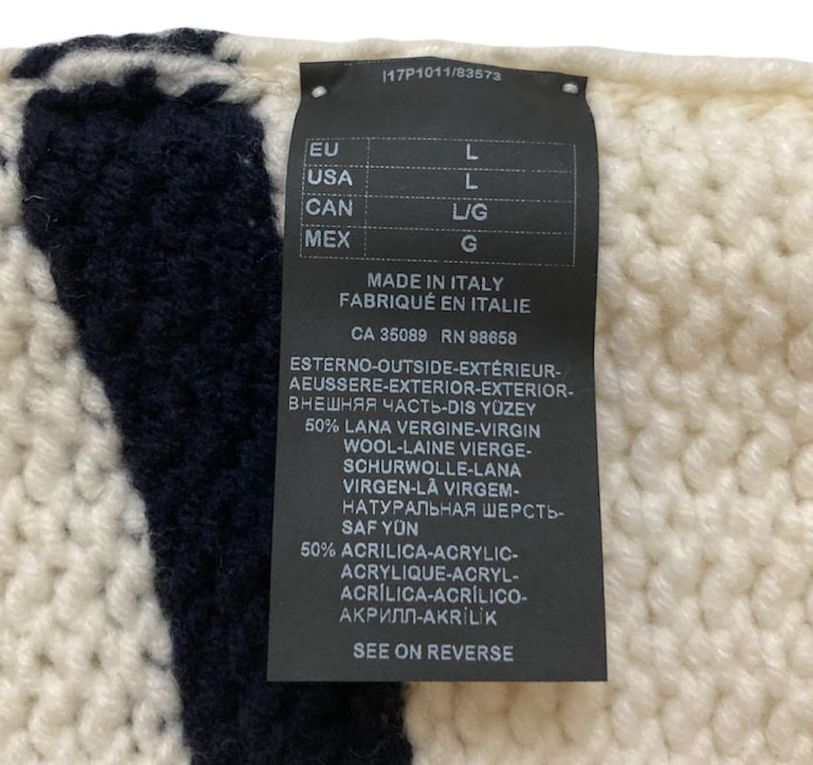 I17P1011/83573
EU L
USA L
CAN L/G
MEX G
MADE IN ITALY
FABRIQUÉ EN ITALIE
CA 35089 RN 98658
ESTERNO-OUTSIDE-EXTÉRIEUR-
AEUSSERE-EXTERIOR-EXTERIOR-
ВНЕШНЯЯ ЧАСТЬ-DIS YÜZEY
50% LANA VERGINE-VIRGIN
WOOL-LAINE VIERGE-
SCHURWOLLE-LANA
VIRGEN-LÃ VIRGEM-
НАТУРАЛЬНАЯ ШЕРСТЬ-
SAF YÜN
50% ACRILICA-ACRYLIC-
ACRYLIQUE-ACRYL-
ACRÍLICA-ACRÍLICO-
АКРИЛЛ-AKRİLİK
SEE ON REVERSE